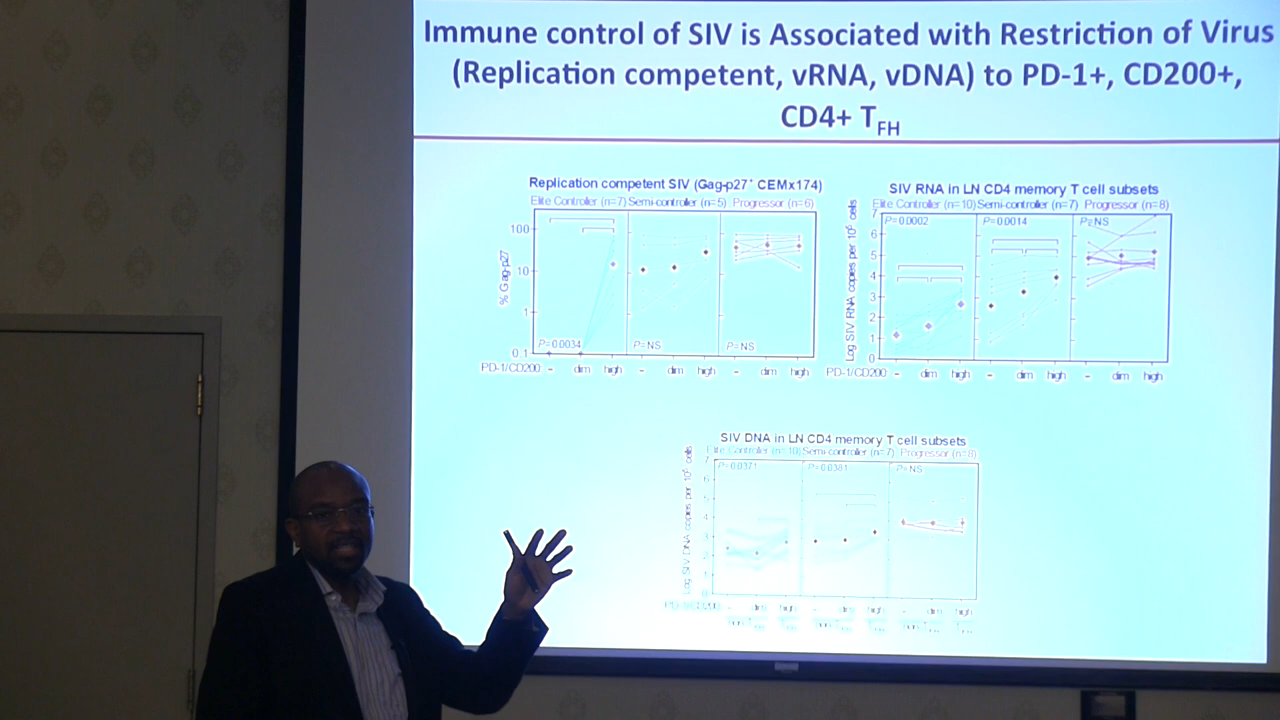 Immune control of SIV is Associated with Restriction of Virus
(Replication competent, vRNA, vDNA) to PD-1+, CD200+,
CD4+ TFH
Replication competent SIV (Gag-p27+ CEMx174)
Elite Controller (n=7) Semi-controller (n=5) Progressor (n=6)
% Gag-p27
100
10
1
0.1
P=0.0034 P=NS P=NS
PD-1/CD200 - dim high - dim high - dim high
SIV RNA in LN CD4 memory T cell subsets
Elite Controller (n=10) Semi-controller (n=7) Progressor (n=8)
Log SIV RNA copies per 10⁵ cells
7
6
5
4
3
2
1
0
P=0.0002 P=0.0014 P=NS
PD-1/CD200 - dim high - dim high - dim high
SIV DNA in LN CD4 memory T cell subsets
Elite Controller (n=10) Semi controller (n=7) Progressor (n=8)
Log SIV DNA copies per 10⁵ cells
7
6
5
4
3
2
1
P=0.0371 P=0.0381 P=NS
PD-1/CD200 - dim high - dim high - dim high